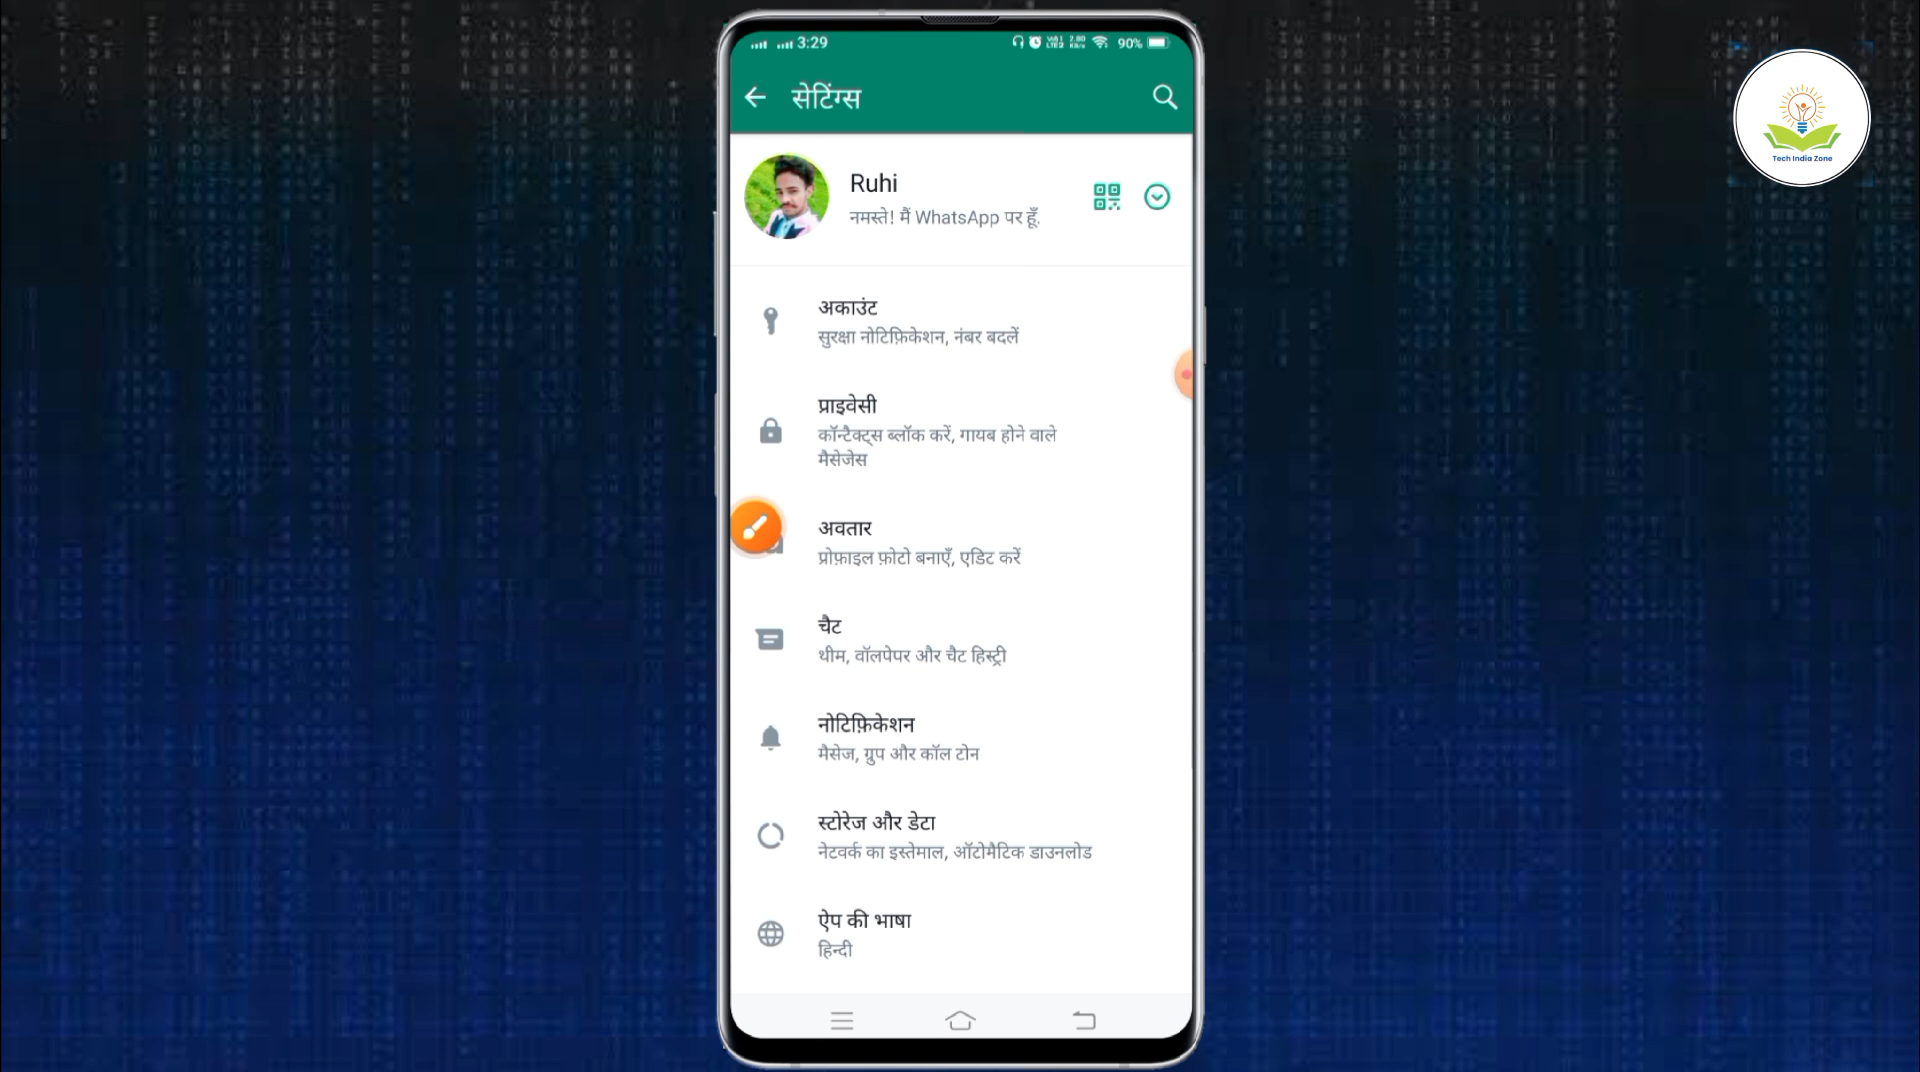 3:29
90%
सेटिंग्स
Ruhi
नमस्ते! मैं WhatsApp पर हूँ.
अकाउंट
सुरक्षा नोटिफ़िकेशन, नंबर बदलें
प्राइवेसी
कॉन्टैक्ट्स ब्लॉक करें, गायब होने वाले
मैसेजेस
अवतार
प्रोफ़ाइल फ़ोटो बनाएँ, एडिट करें
चैट
थीम, वॉलपेपर और चैट हिस्ट्री
नोटिफ़िकेशन
मैसेज, ग्रुप और कॉल टोन
स्टोरेज और डेटा
नेटवर्क का इस्तेमाल, ऑटोमैटिक डाउनलोड
ऐप की भाषा
हिन्दी
Tech India Zone